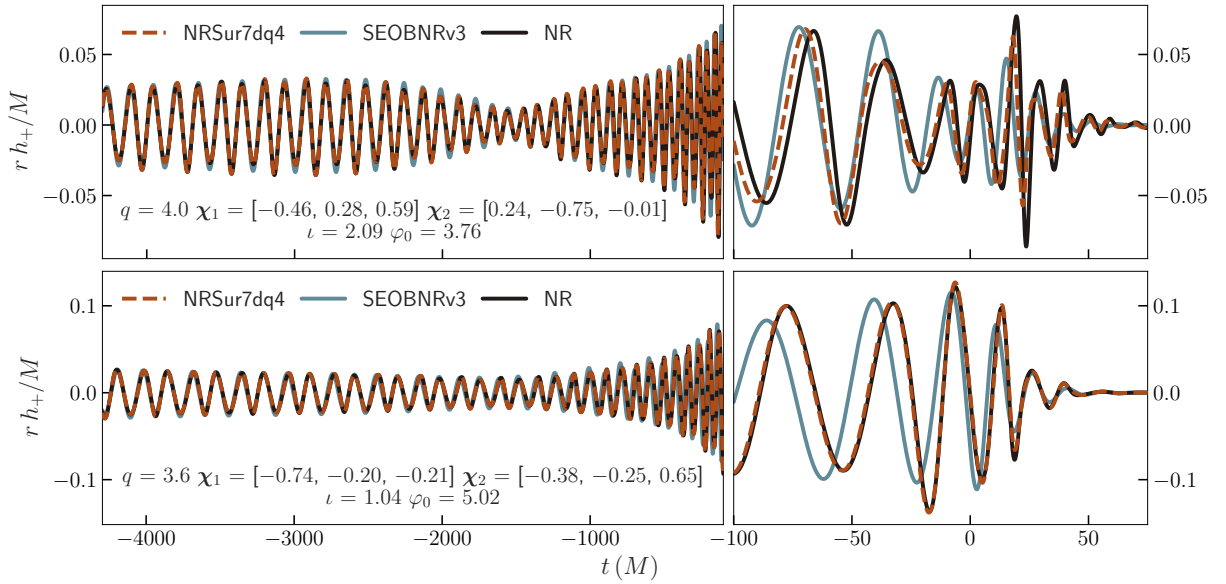 NRSur7dq4 SEOBNRv3 NR
0.05
0.00
−0.05
r h₊/M
q = 4.0 χ₁ = [−0.46, 0.28, 0.59] χ₂ = [0.24, −0.75, −0.01]
ι = 2.09 φ₀ = 3.76
0.05
0.00
−0.05
NRSur7dq4 SEOBNRv3 NR
0.1
0.0
−0.1
r h₊/M
q = 3.6 χ₁ = [−0.74, −0.20, −0.21] χ₂ = [−0.38, −0.25, 0.65]
ι = 1.04 φ₀ = 5.02
0.1
0.0
−0.1
−4000 −3000 −2000 −1000 −100 −50 0 50
t (M)